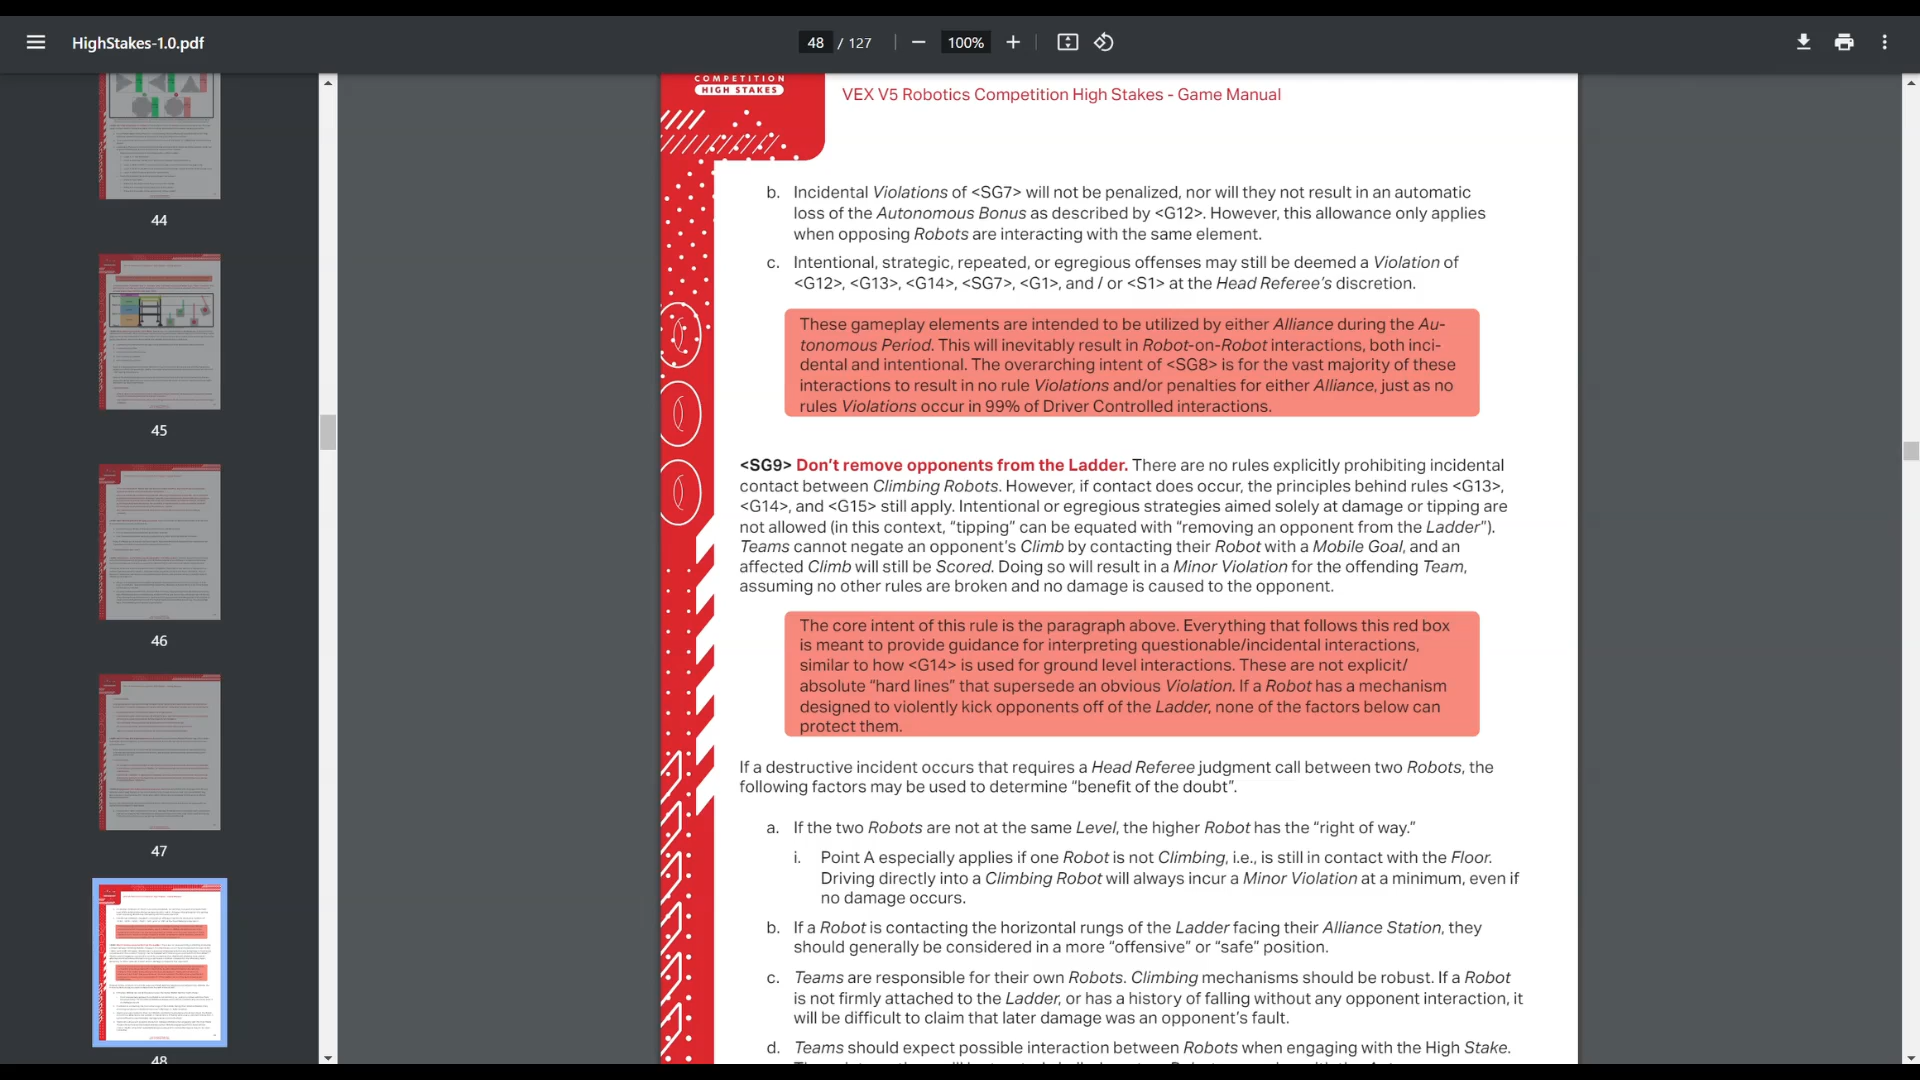 HighStakes-1.0.pdf
48 / 127
100%
44
45
46
47
48
COMPETITION
HIGH STAKES
VEX V5 Robotics Competition High Stakes - Game Manual
b. Incidental Violations of <SG7> will not be penalized, nor will they not result in an automatic
loss of the Autonomous Bonus as described by <G12>. However, this allowance only applies
when opposing Robots are interacting with the same element.
c. Intentional, strategic, repeated, or egregious offenses may still be deemed a Violation of
<G12>, <G13>, <G14>, <SG7>, <G1>, and / or <S1> at the Head Referee's discretion.
These gameplay elements are intended to be utilized by either Alliance during the Au-
tonomous Period. This will inevitably result in Robot-on-Robot interactions, both inci-
dental and intentional. The overarching intent of <SG8> is for the vast majority of these
interactions to result in no rule Violations and/or penalties for either Alliance, just as no
rules Violations occur in 99% of Driver Controlled interactions.
<SG9> Don't remove opponents from the Ladder. There are no rules explicitly prohibiting incidental
contact between Climbing Robots. However, if contact does occur, the principles behind rules <G13>,
<G14>, and <G15> still apply. Intentional or egregious strategies aimed solely at damage or tipping are
not allowed (in this context, “tipping” can be equated with “removing an opponent from the Ladder”).
Teams cannot negate an opponent's Climb by contacting their Robot with a Mobile Goal, and an
affected Climb will still be Scored. Doing so will result in a Minor Violation for the offending Team,
assuming no other rules are broken and no damage is caused to the opponent.
The core intent of this rule is the paragraph above. Everything that follows this red box
is meant to provide guidance for interpreting questionable/incidental interactions,
similar to how <G14> is used for ground level interactions. These are not explicit/
absolute “hard lines” that supersede an obvious Violation. If a Robot has a mechanism
designed to violently kick opponents off of the Ladder, none of the factors below can
protect them.
If a destructive incident occurs that requires a Head Referee judgment call between two Robots, the
following factors may be used to determine “benefit of the doubt”.
a. If the two Robots are not at the same Level, the higher Robot has the “right of way.”
i. Point A especially applies if one Robot is not Climbing, i.e., is still in contact with the Floor.
Driving directly into a Climbing Robot will always incur a Minor Violation at a minimum, even if
no damage occurs.
b. If a Robot is contacting the horizontal rungs of the Ladder facing their Alliance Station, they
should generally be considered in a more “offensive” or “safe” position.
c. Teams are responsible for their own Robots. Climbing mechanisms should be robust. If a Robot
is not firmly attached to the Ladder, or has a history of falling without any opponent interaction, it
will be difficult to claim that later damage was an opponent's fault.
d. Teams should expect possible interaction between Robots when engaging with the High Stake.